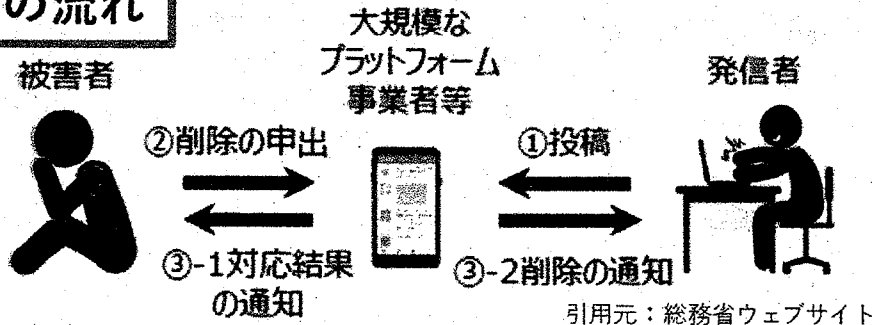 の流れ
大規模な
プラットフォーム
事業者等
被害者
発信者
②削除の申出
①投稿
③-1対応結果
の通知
③-2削除の通知
引用元：総務省ウェブサイト